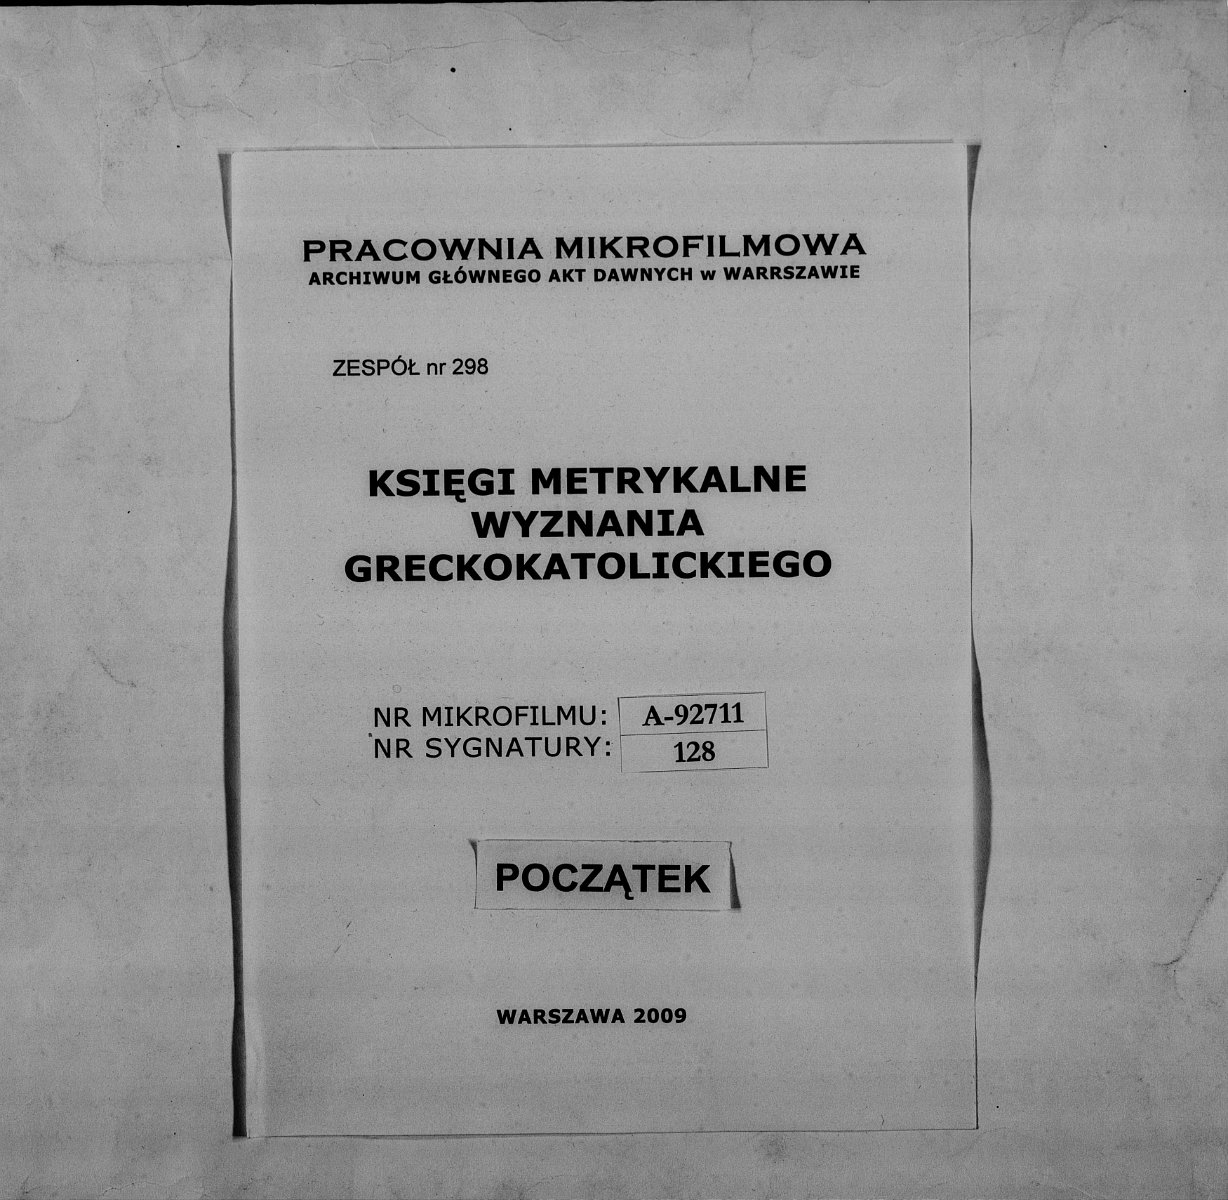 PRACOWNIA MIKROFILMOWA
ARCHIWUM GŁÓWNEGO AKT DAWNYCH w WARRSZAWIE
ZESPÓŁ nr 298
KSIĘGI METRYKALNE
WYZNANIA
GRECKOKATOLICKIEGO
NR MIKROFILMU: A-92711
NR SYGNATURY: 128
POCZĄTEK
WARSZAWA 2009